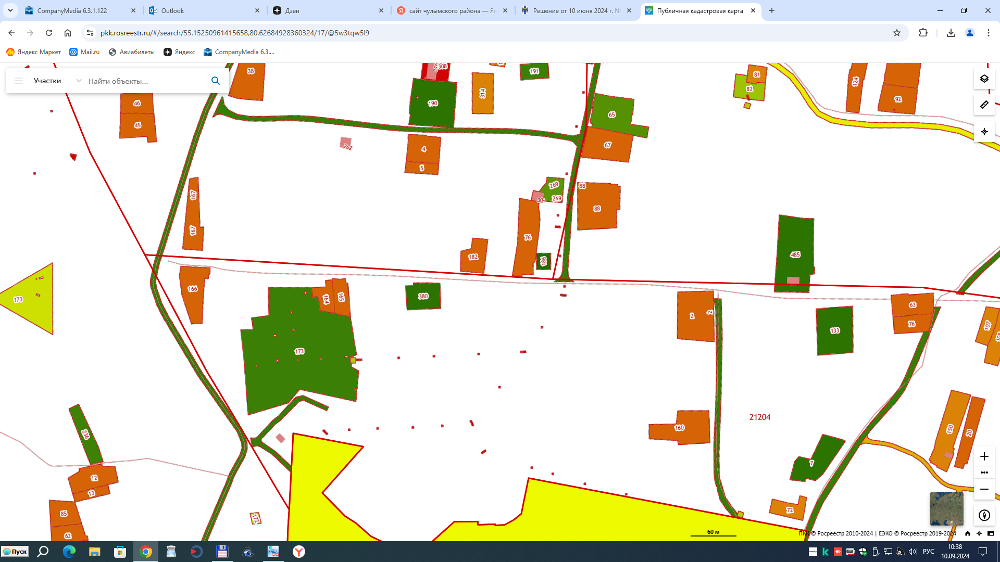 CompanyMedia 6.3.1.122
Outlook
Дзен
сайт чулымского района — Ян
Решение от 10 июня 2024 г. N
Публичная кадастровая карта
pkk.rosreestr.ru/#/search/55.15250961415658,80.62684928360324/17/@5w3tqw5l9
Яндекс Маркет
Mail.ru
Авиабилеты
Яндекс
CompanyMedia 6.3....
Участки
Найти объекты...
38
308
191
81
82
124
92
46
45
190
314
65
67
262
4
5
167
167
269
269
304
88
88
76
182
186
485
173
166
164
165
380
2
2
133
63
76
107
173
21204
160
150
20
236
7
12
13
85
62
172
72
60 м
ПКК © Росреестр 2010-2024 | ЕЭКО © Росреестр 2019-2024
Пуск
РУС
10:38
10.09.2024